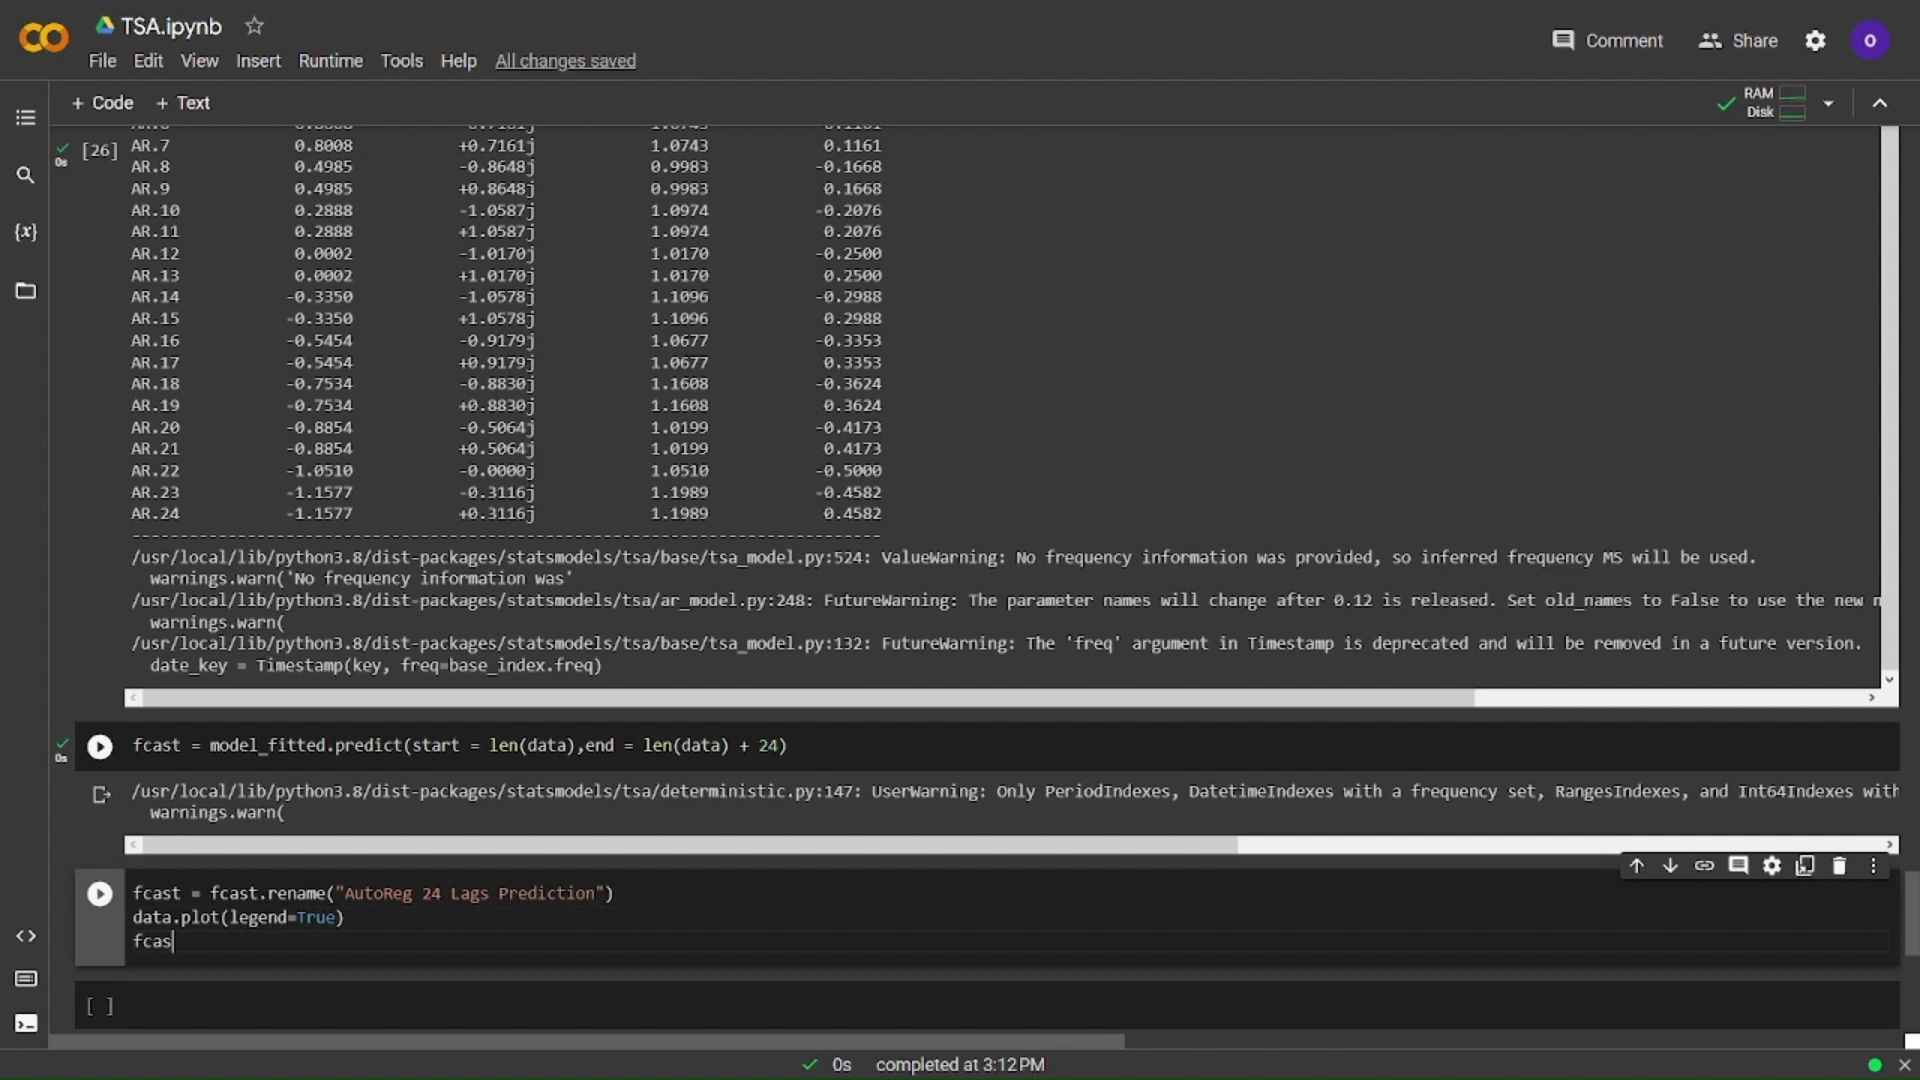 TSA.ipynb
Comment Share O
File Edit View Insert Runtime Tools Help All changes saved
+ Code + Text
RAM
Disk
[26] AR.7 0.8008 +0.7161j 1.0743 0.1161
0s
AR.8 0.4985 -0.8648j 0.9983 -0.1668
AR.9 0.4985 +0.8648j 0.9983 0.1668
AR.10 0.2888 -1.0587j 1.0974 -0.2076
AR.11 0.2888 +1.0587j 1.0974 0.2076
AR.12 0.0002 -1.0170j 1.0170 -0.2500
AR.13 0.0002 +1.0170j 1.0170 0.2500
AR.14 -0.3350 -1.0578j 1.1096 -0.2988
AR.15 -0.3350 +1.0578j 1.1096 0.2988
AR.16 -0.5454 -0.9179j 1.0677 -0.3353
AR.17 -0.5454 +0.9179j 1.0677 0.3353
AR.18 -0.7534 -0.8830j 1.1608 -0.3624
AR.19 -0.7534 +0.8830j 1.1608 0.3624
AR.20 -0.8854 -0.5064j 1.0199 -0.4173
AR.21 -0.8854 +0.5064j 1.0199 0.4173
AR.22 -1.0510 -0.0000j 1.0510 -0.5000
AR.23 -1.1577 -0.3116j 1.1989 -0.4582
AR.24 -1.1577 +0.3116j 1.1989 0.4582
-----------------------------------------------------------------------------
/usr/local/lib/python3.8/dist-packages/statsmodels/tsa/base/tsa_model.py:524: ValueWarning: No frequency information was provided, so inferred frequency MS will be used.
warnings.warn('No frequency information was'
/usr/local/lib/python3.8/dist-packages/statsmodels/tsa/ar_model.py:248: FutureWarning: The parameter names will change after 0.12 is released. Set old_names to False to use the new n
warnings.warn(
/usr/local/lib/python3.8/dist-packages/statsmodels/tsa/base/tsa_model.py:132: FutureWarning: The 'freq' argument in Timestamp is deprecated and will be removed in a future version.
date_key = Timestamp(key, freq=base_index.freq)
fcast = model_fitted.predict(start = len(data),end = len(data) + 24)
0s
/usr/local/lib/python3.8/dist-packages/statsmodels/tsa/deterministic.py:147: UserWarning: Only PeriodIndexes, DatetimeIndexes with a frequency set, RangesIndexes, and Int64Indexes with
warnings.warn(
fcast = fcast.rename("AutoReg 24 Lags Prediction")
data.plot(legend=True)
fcas
[ ]
0s completed at 3:12 PM